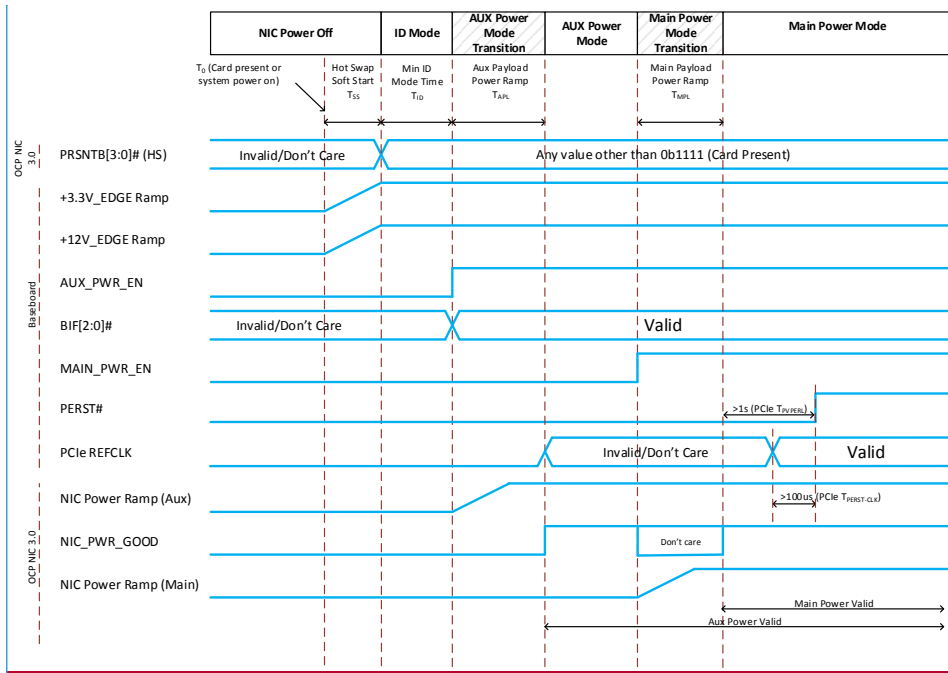 NIC Power Off
ID Mode
AUX Power
Mode
Transition
AUX Power
Mode
Main Power
Mode
Transition
Main Power Mode
T0 (Card present or
system power on)
Hot Swap
Soft Start
TSS
Min ID
Mode Time
TID
Aux Payload
Power Ramp
TAPL
Main Payload
Power Ramp
TMPL
OCP NIC
3.0
PRSNTB[3:0]# (HS)
Invalid/Don't Care
Any value other than 0b1111 (Card Present)
Baseboard
+3.3V_EDGE Ramp
+12V_EDGE Ramp
AUX_PWR_EN
BIF[2:0]#
Invalid/Don't Care
Valid
MAIN_PWR_EN
PERST#
>1s (PCIe TPVPERL)
PCIe REFCLK
Invalid/Don't Care
Valid
OCP NIC 3.0
NIC Power Ramp (Aux)
>100us (PCIe TPERST-CLK)
NIC_PWR_GOOD
Don't care
NIC Power Ramp (Main)
Main Power Valid
Aux Power Valid